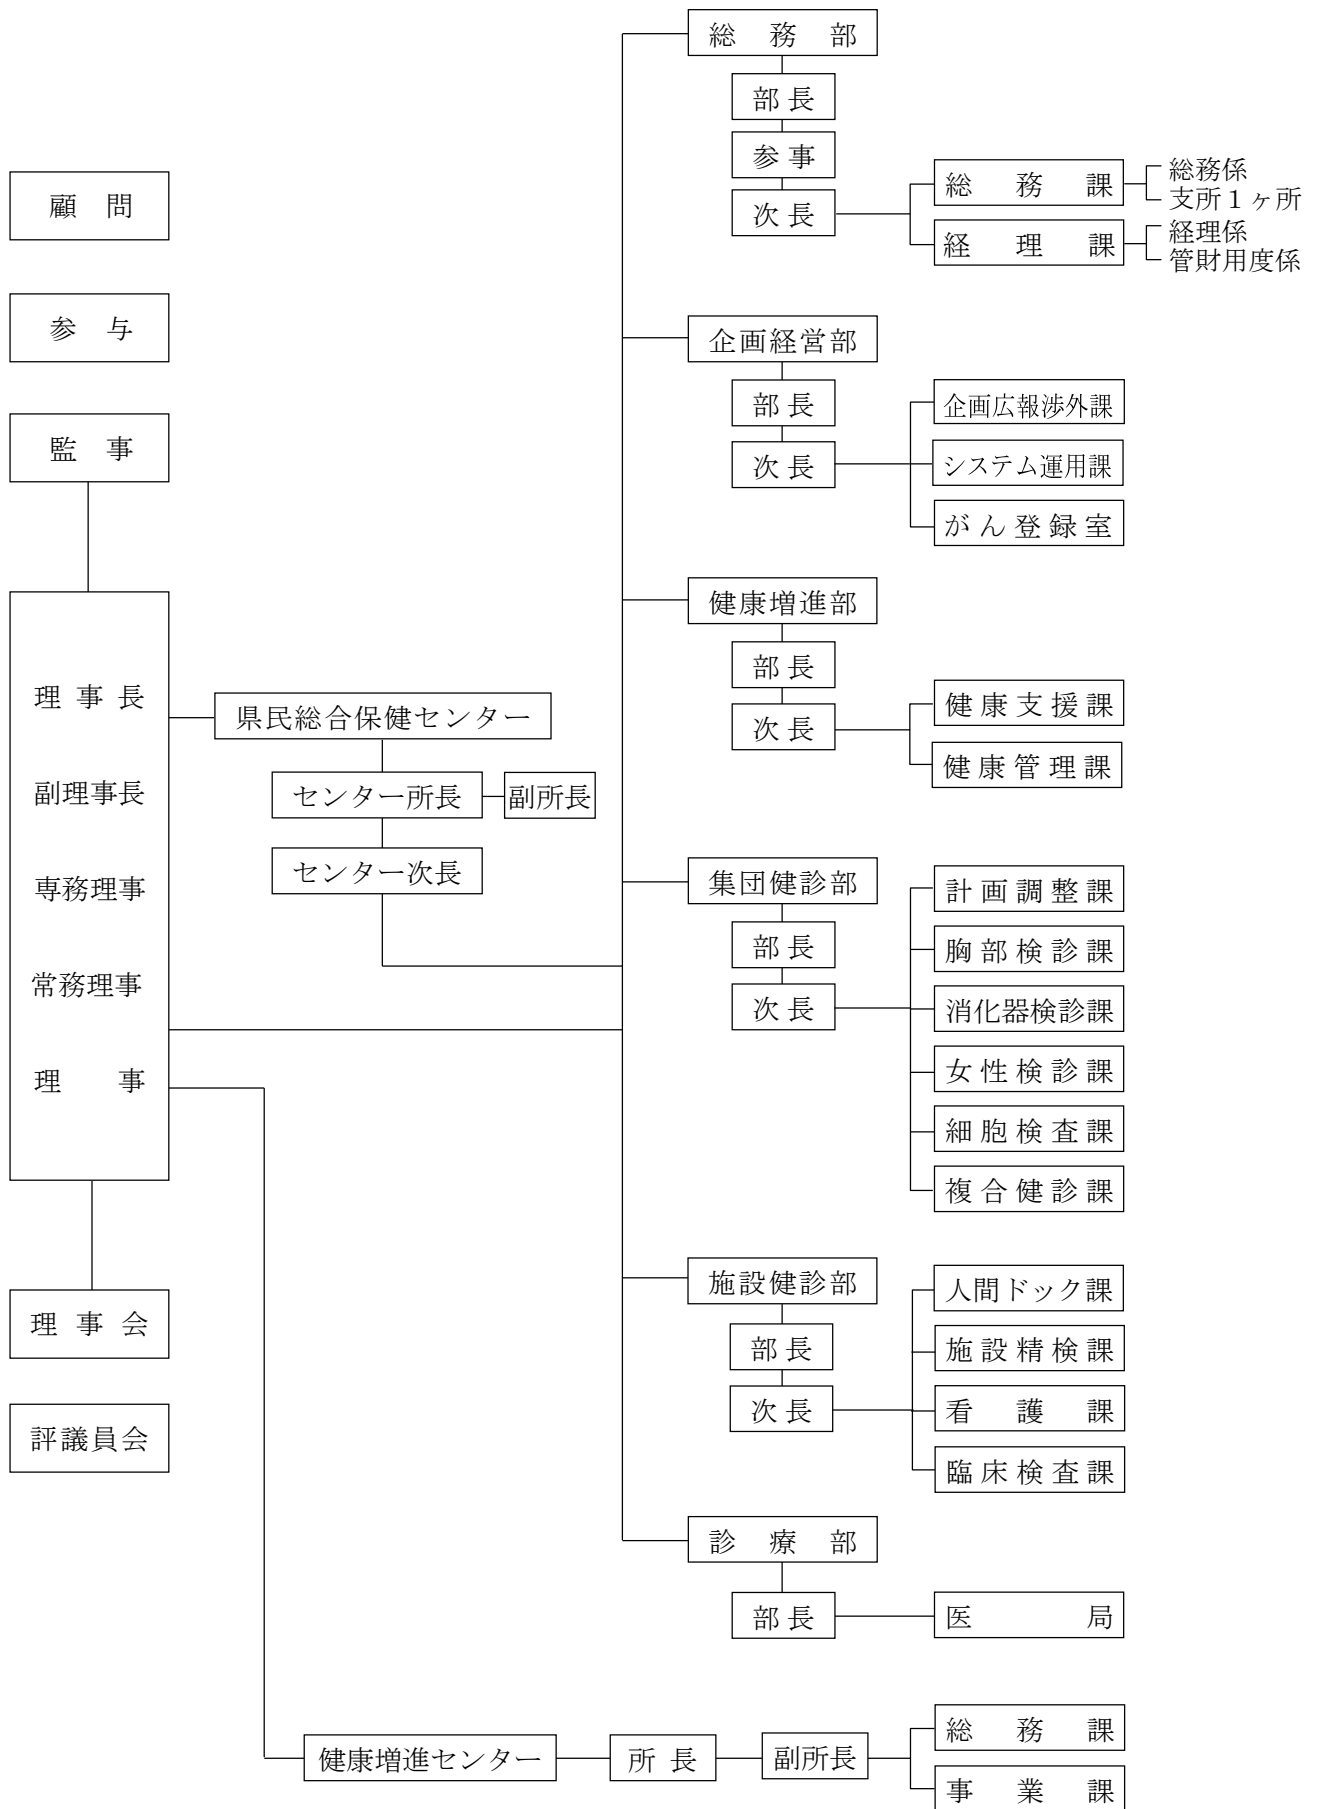 顧問
参与
監事
理事長
副理事長
専務理事
常務理事
理事
理事会
評議員会
県民総合保健センター
センター所長
副所長
センター次長
総務部
部長
参事
次長
総務課
総務係
支所１ヶ所
経理課
経理係
管財用度係
企画経営部
部長
次長
企画広報渉外課
システム運用課
がん登録室
健康増進部
部長
次長
健康支援課
健康管理課
集団健診部
部長
次長
計画調整課
胸部検診課
消化器検診課
女性検診課
細胞検査課
複合健診課
施設健診部
部長
次長
人間ドック課
施設精検課
看護課
臨床検査課
診療部
部長
医局
健康増進センター
所長
副所長
総務課
事業課